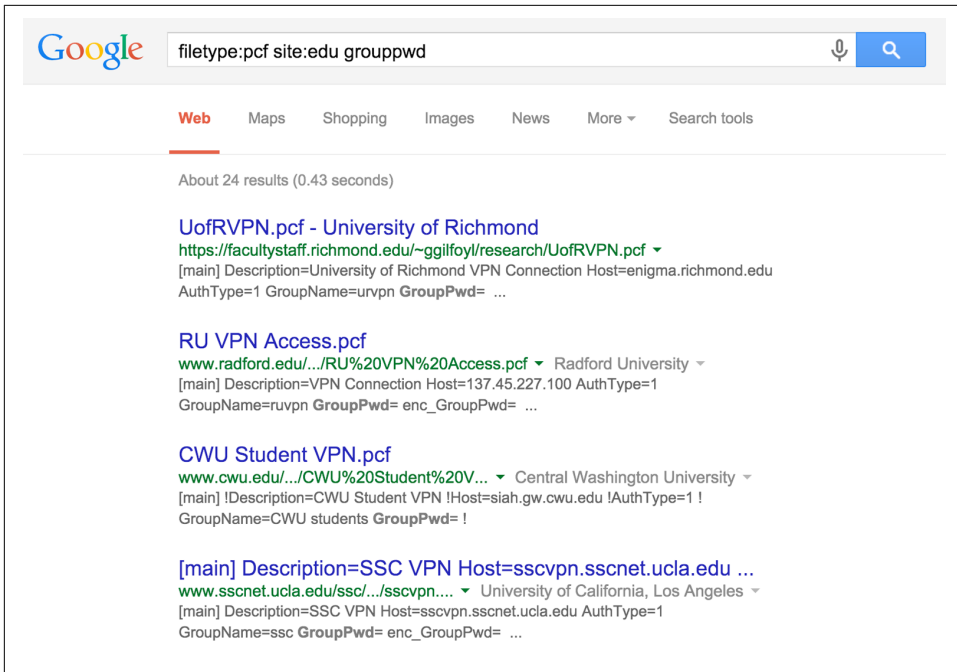 Google
filetype:pcf site:edu grouppwd
Web Maps Shopping Images News More Search tools
About 24 results (0.43 seconds)
UofRVPN.pcf - University of Richmond
https://facultystaff.richmond.edu/~ggilfoyl/research/UofRVPN.pcf
[main] Description=University of Richmond VPN Connection Host=enigma.richmond.edu
AuthType=1 GroupName=urvpn GroupPwd= ...
RU VPN Access.pcf
www.radford.edu/.../RU%20VPN%20Access.pcf Radford University
[main] Description=VPN Connection Host=137.45.227.100 AuthType=1
GroupName=ruvpn GroupPwd= enc_GroupPwd= ...
CWU Student VPN.pcf
www.cwu.edu/.../CWU%20Student%20V... Central Washington University
[main] !Description=CWU Student VPN !Host=siah.gw.cwu.edu !AuthType=1 !
GroupName=CWU students GroupPwd= !
[main] Description=SSC VPN Host=sscvpn.sscnet.ucla.edu ...
www.sscnet.ucla.edu/ssc/.../sscvpn.... University of California, Los Angeles
[main] Description=SSC VPN Host=sscvpn.sscnet.ucla.edu AuthType=1
GroupName=ssc GroupPwd= enc_GroupPwd= ...